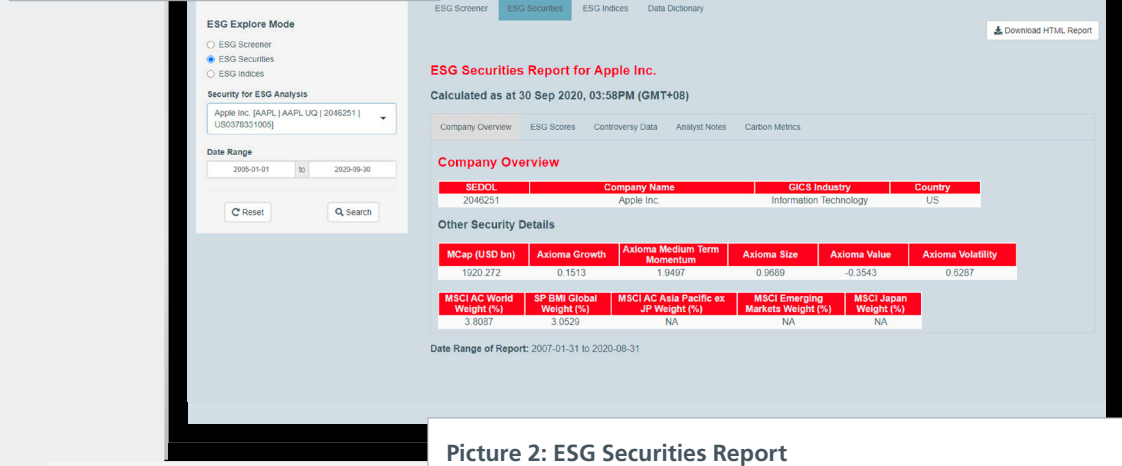 ESG Screener ESG Securities ESG Indices Data Dictionary
ESG Explore Mode
ESG Screener
ESG Securities
ESG Indices
Security for ESG Analysis
Apple Inc. [AAPL | AAPL UQ | 2046251 |
US0378331005]
Date Range
2005-01-01 to 2020-09-30
Reset Search
Download HTML Report
ESG Securities Report for Apple Inc.
Calculated as at 30 Sep 2020, 03:58PM (GMT+08)
Company Overview ESG Scores Controversy Data Analyst Notes Carbon Metrics
Company Overview
SEDOL Company Name GICS Industry Country
2046251 Apple Inc. Information Technology US
Other Security Details
MCap (USD bn) Axioma Growth Axioma Medium Term Momentum Axioma Size Axioma Value Axioma Volatility
1920.272 0.1513 1.9497 0.9689 -0.3543 0.6287
MSCI AC World Weight (%) SP BMI Global Weight (%) MSCI AC Asia Pacific ex JP Weight (%) MSCI Emerging Markets Weight (%) MSCI Japan Weight (%)
3.8087 3.0529 NA NA NA
Date Range of Report: 2007-01-31 to 2020-08-31
Picture 2: ESG Securities Report